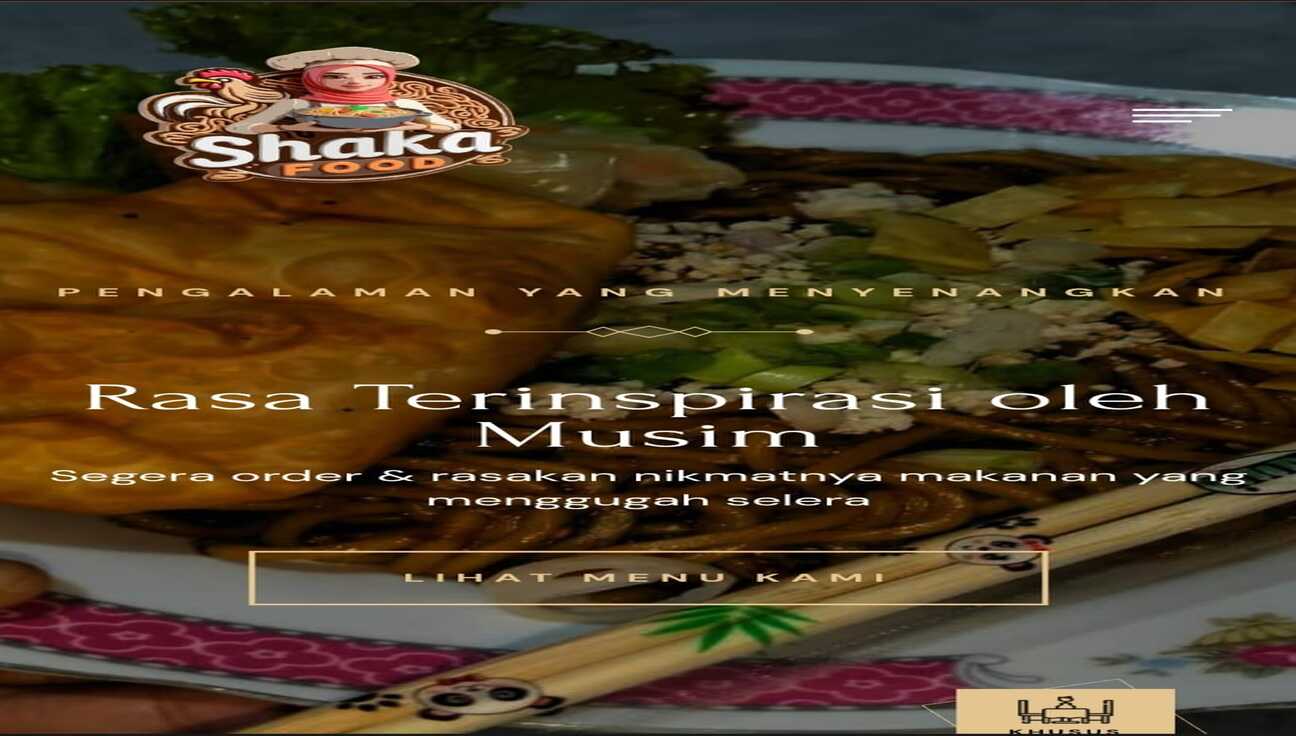 Shaka
FOOD
PENGALAMAN YANG MENYENANGKAN
Rasa Terinspirasi oleh
Musim
Segera order & rasakan nikmatnya makanan yang
menggugah selera
LIHAT MENU KAMI
KHUSUS